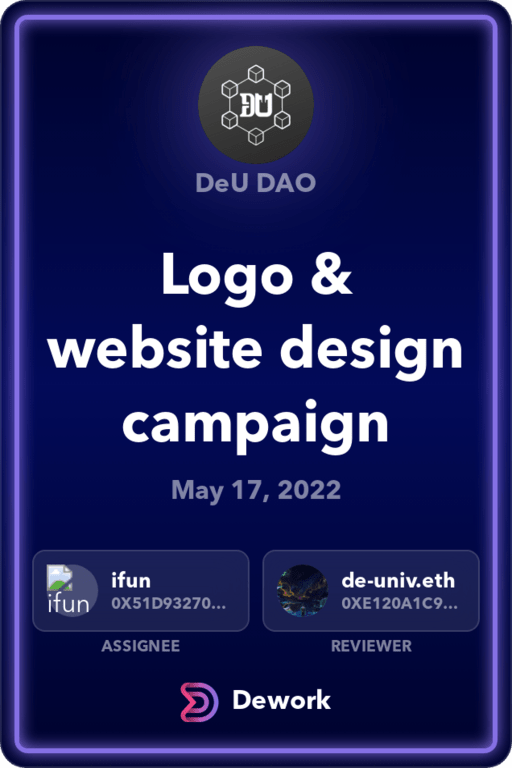 DU
DeU DAO
Logo &
website design
campaign
May 17, 2022
ifun
ifun
0X51D93270...
de-univ.eth
0XE120A1C9...
ASSIGNEE
REVIEWER
Dework